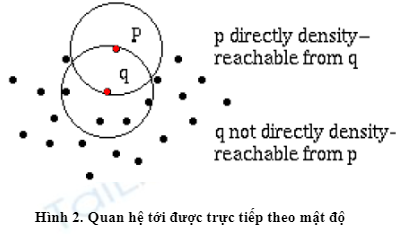 p
p directly density–
reachable from q
q
q not directly density-
reachable from p
TaiL
Hình 2. Quan hệ tới được trực tiếp theo mật độ